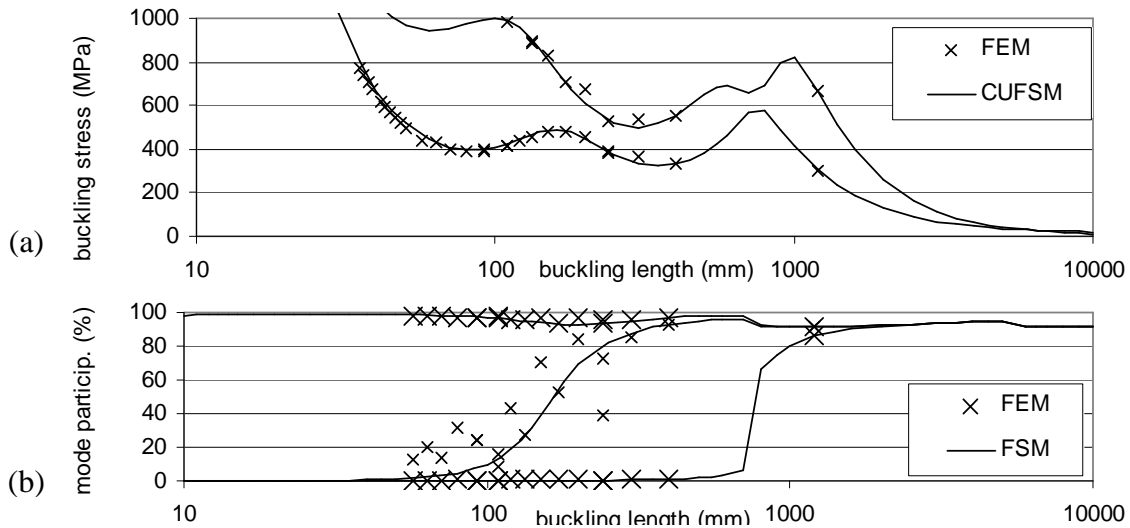 (a)
buckling stress (MPa)
1000
800
600
400
200
0
FEM
CUFSM
10
100
1000
10000
buckling length (mm)
(b)
mode particip. (%)
100
80
60
40
20
0
FEM
FSM
10
100
1000
10000
buckling length (mm)